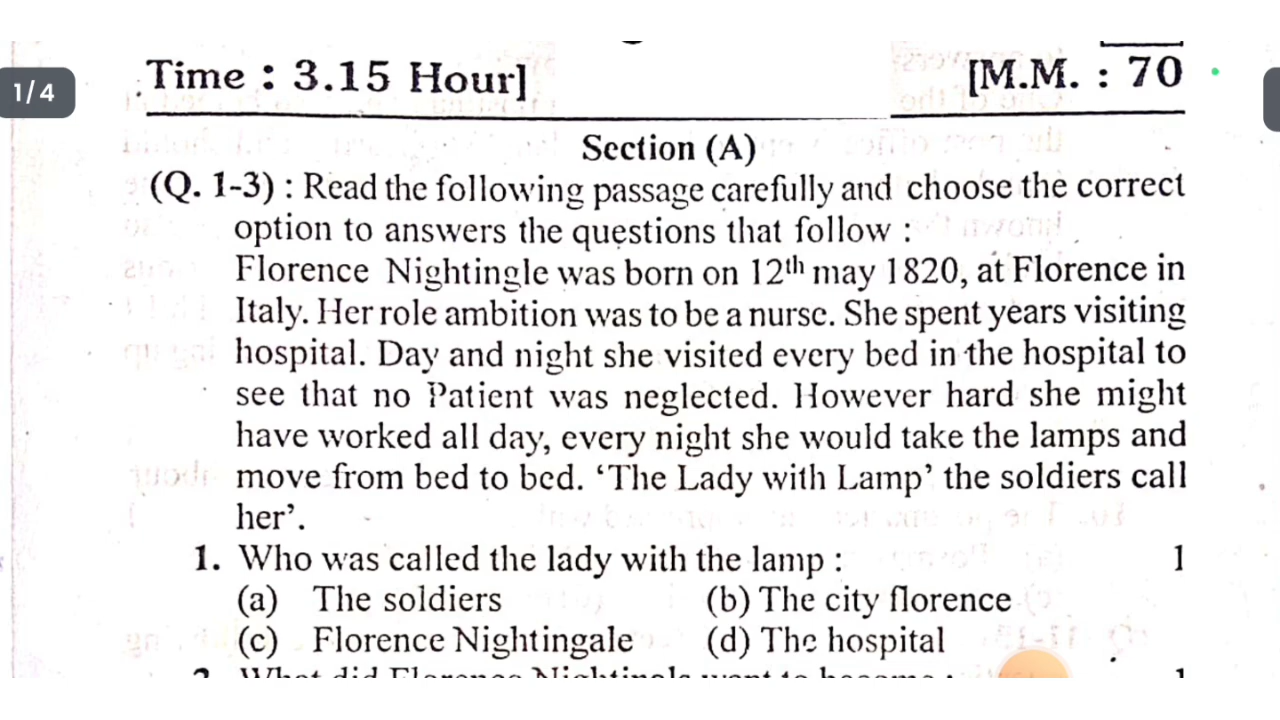 1/4
Time : 3.15 Hour]
[M.M. : 70
Section (A)
(Q. 1-3) : Read the following passage carefully and choose the correct
option to answers the questions that follow :
Florence Nightingle was born on 12th may 1820, at Florence in
Italy. Her role ambition was to be a nurse. She spent years visiting
hospital. Day and night she visited every bed in the hospital to
see that no Patient was neglected. However hard she might
have worked all day, every night she would take the lamps and
move from bed to bed. ‘The Lady with Lamp’ the soldiers call
her’.
1. Who was called the lady with the lamp : 1
(a) The soldiers (b) The city florence
(c) Florence Nightingale (d) The hospital